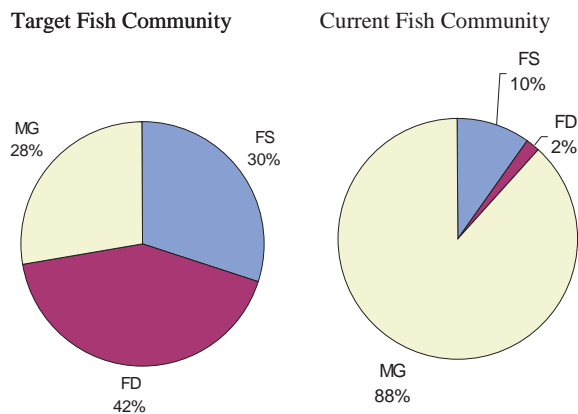 Target Fish Community
MG
28%
FS
30%
FD
42%
Current Fish Community
FS
10%
FD
2%
MG
88%